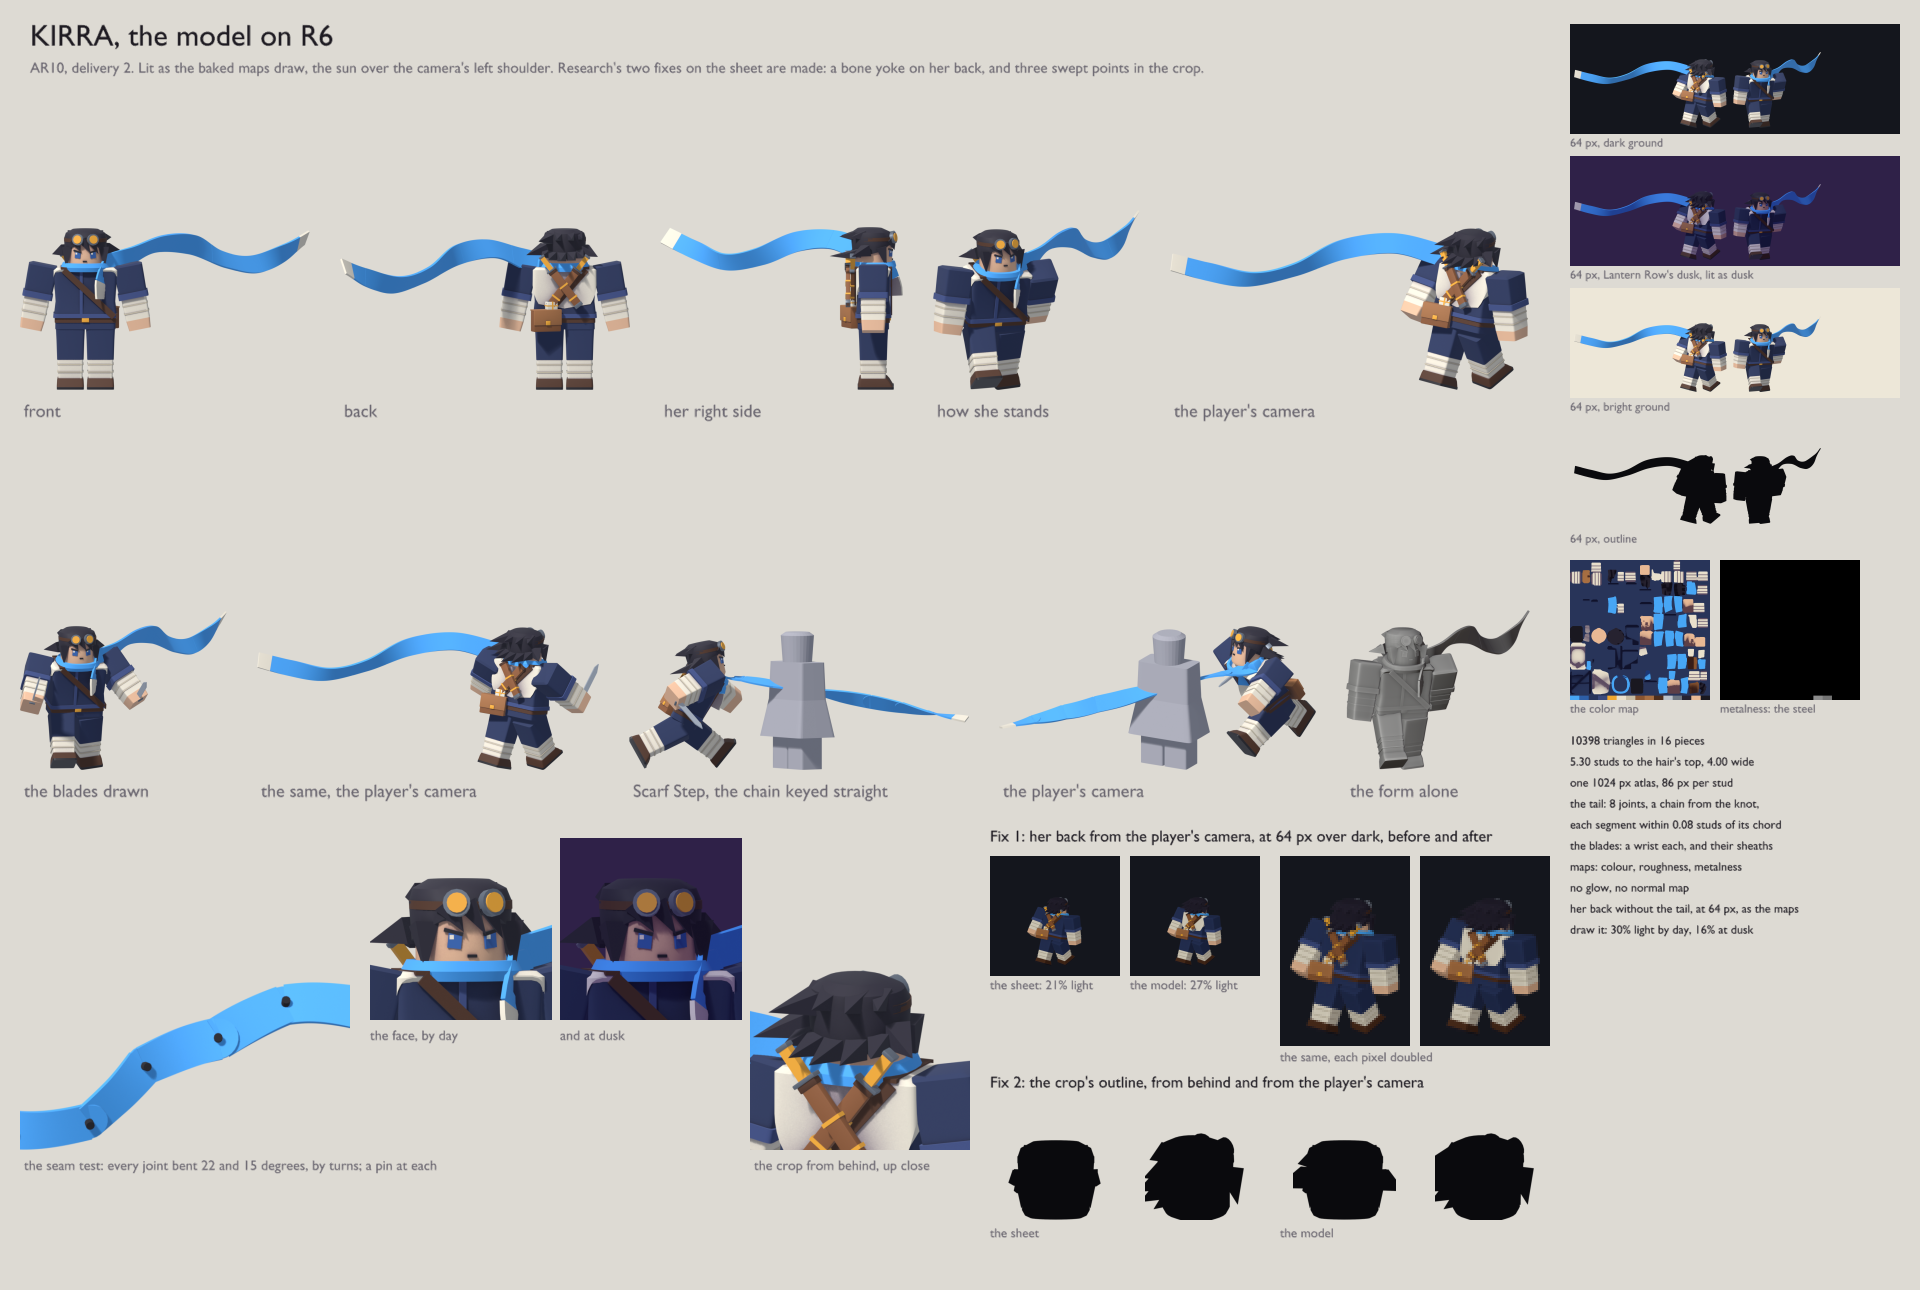 KIRRA, the model on R6
AR10, delivery 2. Lit as the baked maps draw, the sun over the camera's left shoulder. Research's two fixes on the sheet are made: a bone yoke on her back, and three swept points in the crop.
front
back
her right side
how she stands
the player's camera
64 px, dark ground
64 px, Lantern Row's dusk, lit as dusk
64 px, bright ground
64 px, outline
the color map
metalness: the steel
the blades drawn
the same, the player's camera
Scarf Step, the chain keyed straight
the player's camera
the form alone
10398 triangles in 16 pieces
5.30 studs to the hair's top, 4.00 wide
one 1024 px atlas, 86 px per stud
the tail: 8 joints, a chain from the knot,
each segment within 0.08 studs of its chord
the blades: a wrist each, and their sheaths
maps: colour, roughness, metalness
no glow, no normal map
her back without the tail, at 64 px, as the maps
draw it: 30% light by day, 16% at dusk
the seam test: every joint bent 22 and 15 degrees, by turns; a pin at each
the face, by day
and at dusk
the crop from behind, up close
Fix 1: her back from the player's camera, at 64 px over dark, before and after
the sheet: 21% light
the model: 27% light
the same, each pixel doubled
Fix 2: the crop's outline, from behind and from the player's camera
the sheet
the model